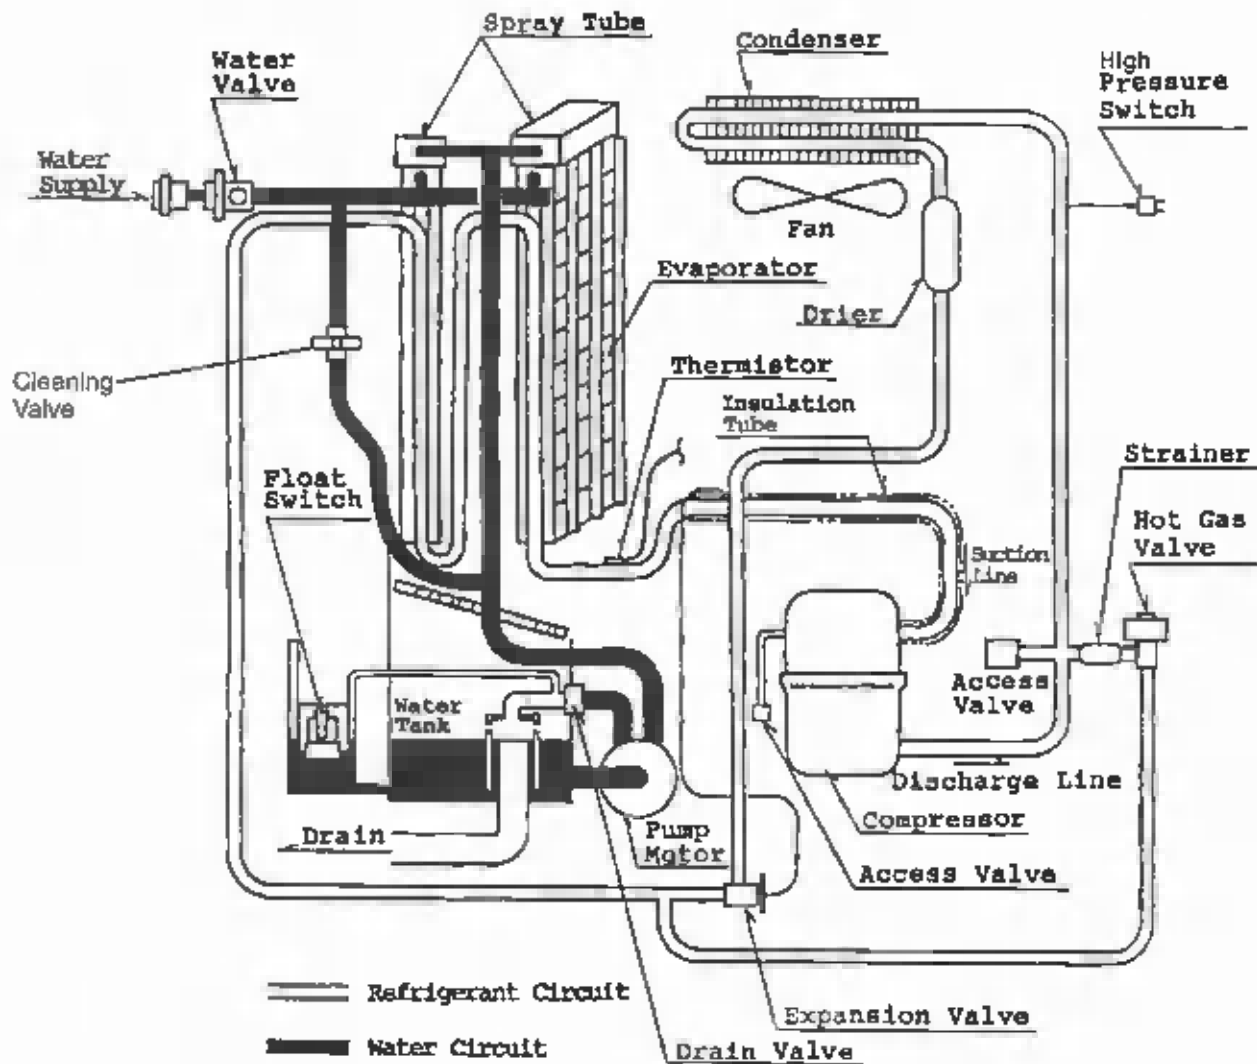 Spray Tube
Condenser
Water
Valve
High
Pressure
Switch
Water
Supply
Fan
Evaporator
Drier
Thermistor
Cleaning
Valve
Insulation
Tube
Strainer
Float
Switch
Hot Gas
Valve
Suction
Line
Water
Tank
Access
Valve
Discharge Line
Drain
Pump
Motor
Compressor
Access Valve
Refrigerant Circuit
Expansion Valve
Water Circuit
Drain Valve